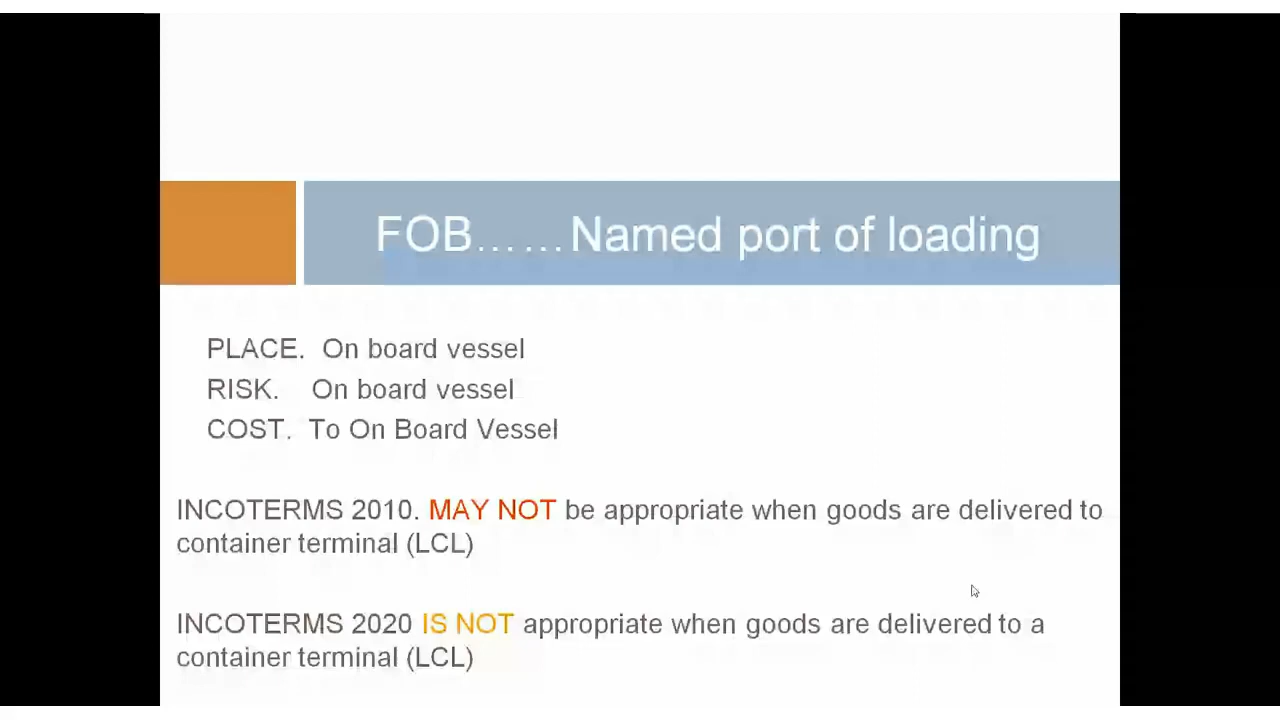 FOB……Named port of loading
PLACE. On board vessel
RISK. On board vessel
COST. To On Board Vessel
INCOTERMS 2010. MAY NOT be appropriate when goods are delivered to
container terminal (LCL)
INCOTERMS 2020 IS NOT appropriate when goods are delivered to a
container terminal (LCL)